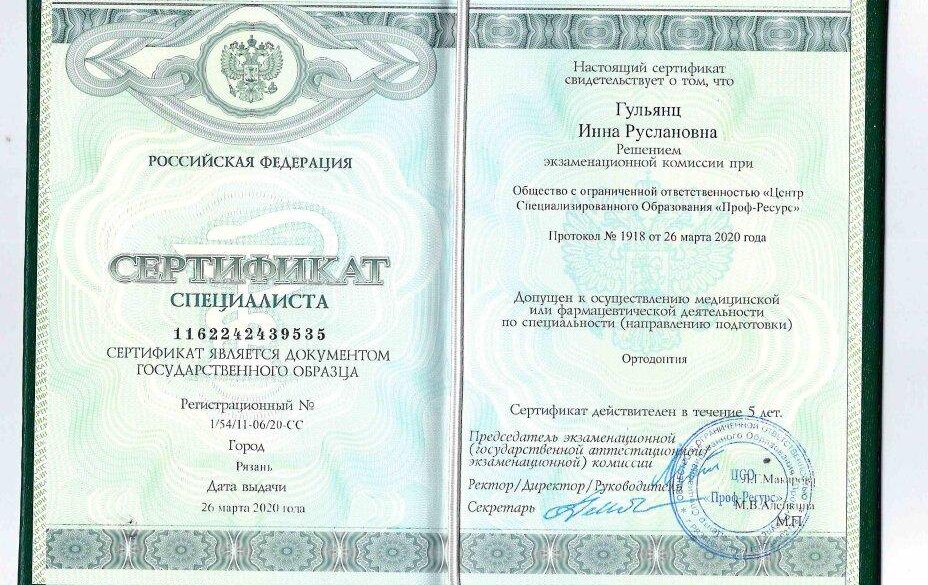 РОССИЙСКАЯ ФЕДЕРАЦИЯ
СЕРТИФИКАТ
СПЕЦИАЛИСТА
1162242439535
СЕРТИФИКАТ ЯВЛЯЕТСЯ ДОКУМЕНТОМ
ГОСУДАРСТВЕННОГО ОБРАЗЦА
Регистрационный №
1/54/11-06/20-СС
Город
Рязань
Дата выдачи
26 марта 2020 года
Настоящий сертификат
свидетельствует о том, что
Гульянц
Инна Руслановна
Решением
экзаменационной комиссии при
Общество с ограниченной ответственностью «Центр
Специализированного Образования «Проф-Ресурс»
Протокол № 1918 от 26 марта 2020 года
Допущен к осуществлению медицинской
или фармацевтической деятельности
по специальности (направлению подготовки)
Ортодонтия
Сертификат действителен в течение 5 лет.
Председатель экзаменационной
(государственной аттестационной/
экзаменационной) комиссии
Ректор/Директор/Руководитель
Макарова
Секретарь
М.П.
ЦСО
"Проф-Ресурс"